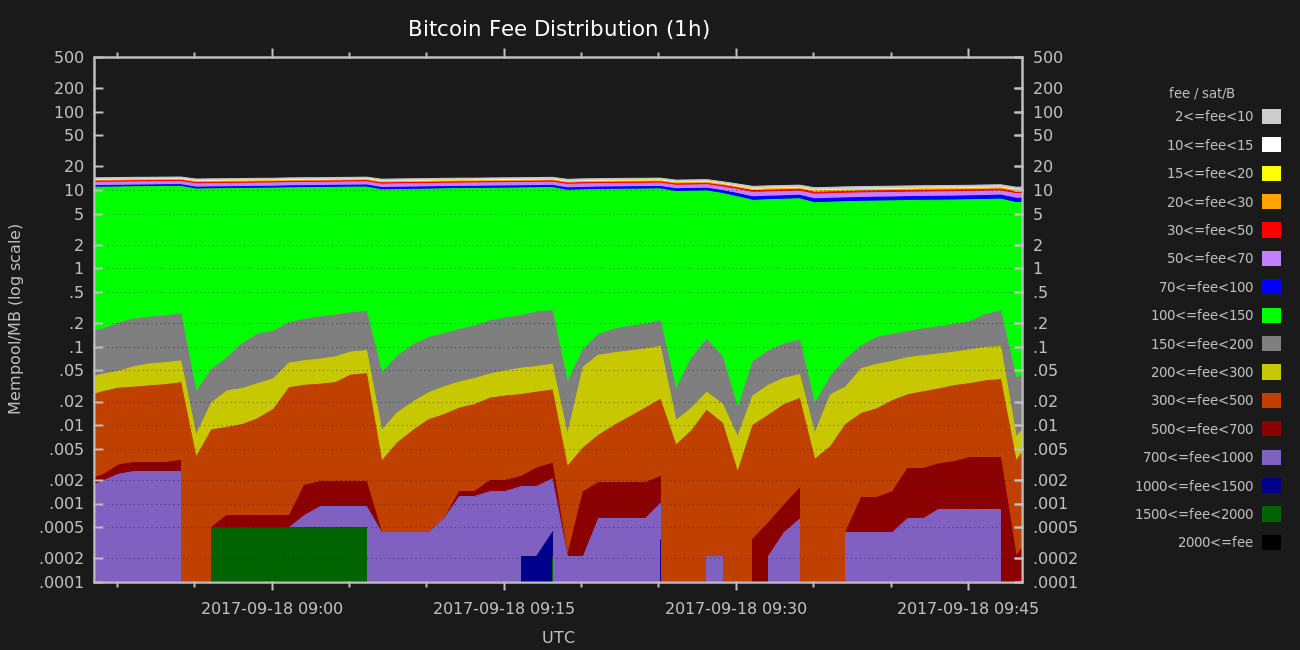 Bitcoin Fee Distribution (1h)
Mempool/MB (log scale)
500
200
100
50
20
10
5
2
1
.5
.2
.1
.05
.02
.01
.005
.002
.001
.0005
.0002
.0001
500
200
100
50
20
10
5
2
1
.5
.2
.1
.05
.02
.01
.005
.002
.001
.0005
.0002
.0001
2017-09-18 09:00
2017-09-18 09:15
2017-09-18 09:30
2017-09-18 09:45
UTC
fee / sat/B
2<=fee<10
10<=fee<15
15<=fee<20
20<=fee<30
30<=fee<50
50<=fee<70
70<=fee<100
100<=fee<150
150<=fee<200
200<=fee<300
300<=fee<500
500<=fee<700
700<=fee<1000
1000<=fee<1500
1500<=fee<2000
2000<=fee